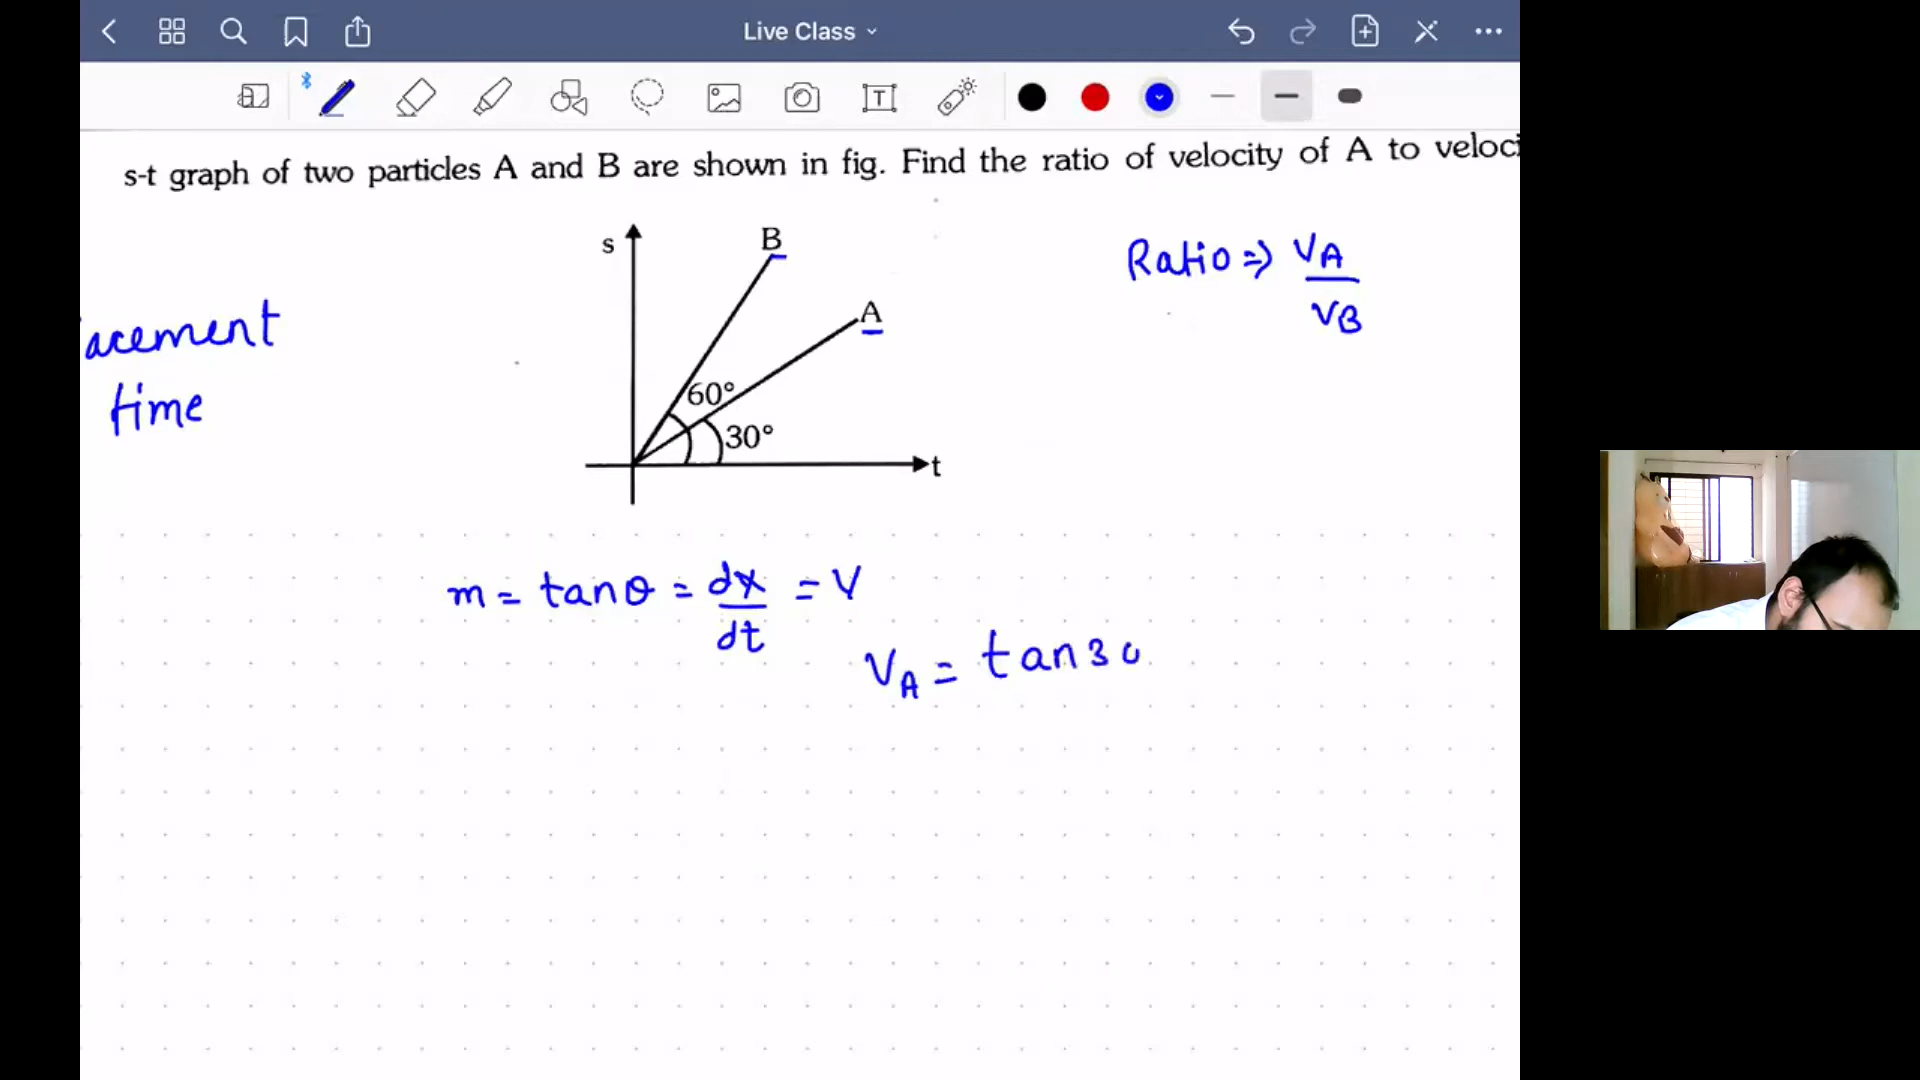 Live Class
T
s-t graph of two particles A and B are shown in fig. Find the ratio of velocity of A to veloci
s
B
A
60°
30°
t
acement
time
Ratio ⇒ VA
VB
m = tanθ = dx = V
dt
VA = tan30